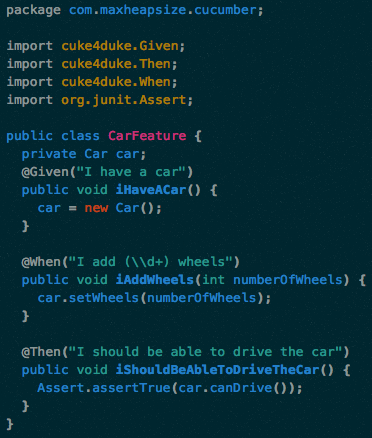 package com.maxheapsize.cucumber;

import cuke4duke.Given;
import cuke4duke.Then;
import cuke4duke.When;
import org.junit.Assert;

public class CarFeature {
  private Car car;
  @Given("I have a car")
  public void iHaveACar() {
    car = new Car();
  }

  @When("I add (\\d+) wheels")
  public void iAddWheels(int numberOfWheels) {
    car.setWheels(numberOfWheels);
  }

  @Then("I should be able to drive the car")
  public void iShouldBeAbleToDriveTheCar() {
    Assert.assertTrue(car.canDrive());
  }
}